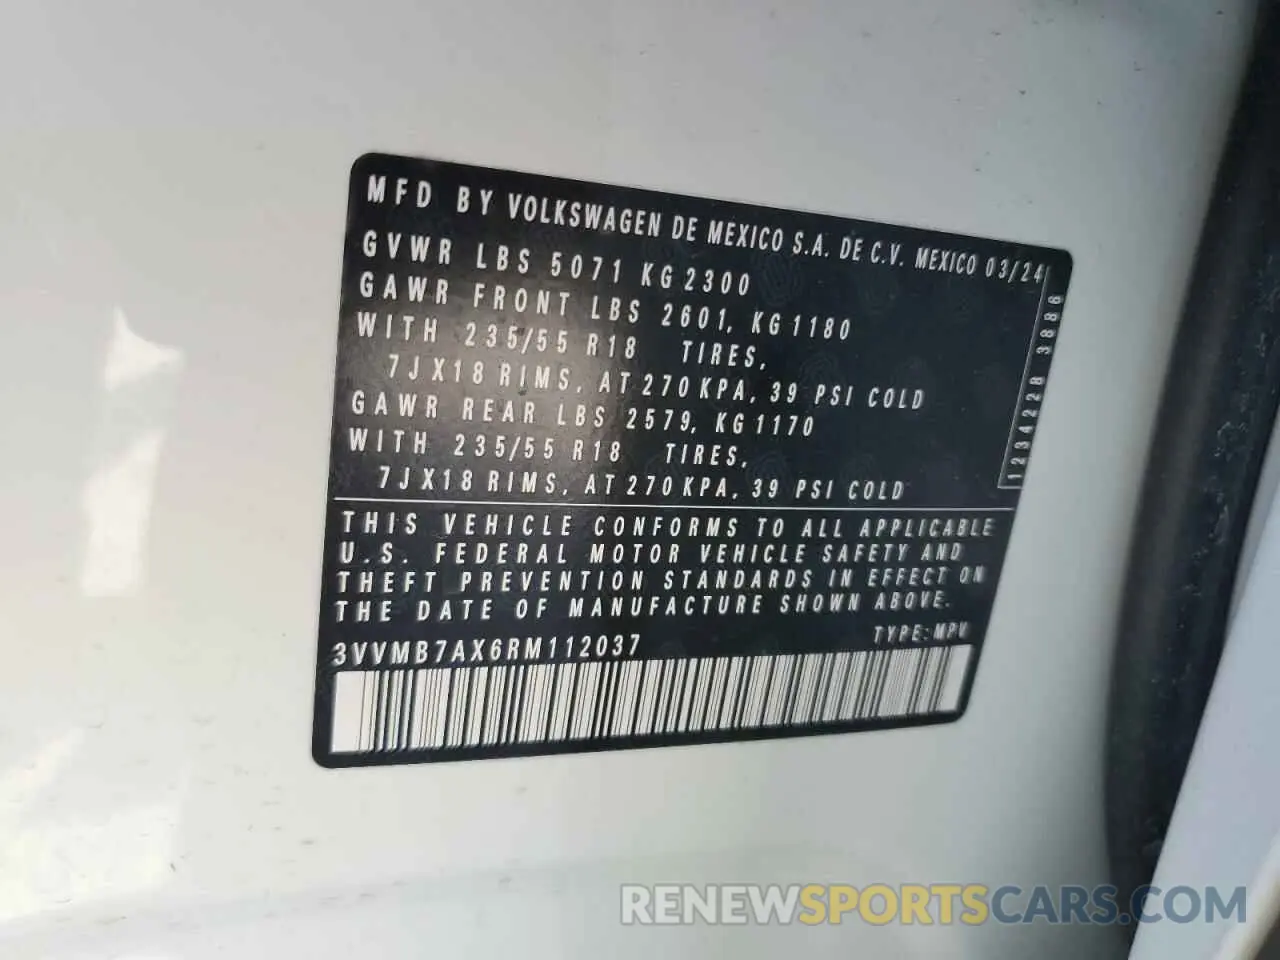 MFD BY VOLKSWAGEN DE MEXICO S.A. DE C.V. MEXICO 03/24
GVWR LBS 5071 KG 2300
GAWR FRONT LBS 2601, KG 1180
WITH 235/55 R18 TIRES,
7JX18 RIMS, AT 270 KPA, 39 PSI COLD
GAWR REAR LBS 2579, KG 1170
WITH 235/55 R18 TIRES,
7JX18 RIMS, AT 270 KPA, 39 PSI COLD
1234228 3886
THIS VEHICLE CONFORMS TO ALL APPLICABLE
U.S. FEDERAL MOTOR VEHICLE SAFETY AND
THEFT PREVENTION STANDARDS IN EFFECT ON
THE DATE OF MANUFACTURE SHOWN ABOVE.
3VVMB7AX6RM112037 TYPE: MPV
RENEWSPORTSCARS.COM